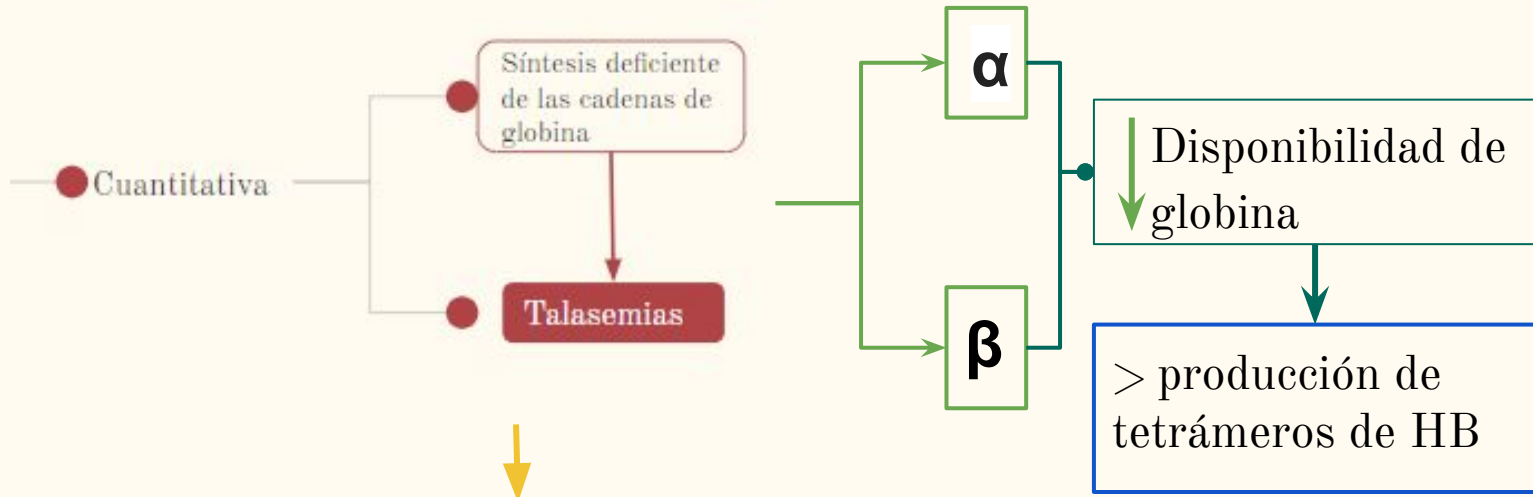 Cuantitativa
Síntesis deficiente
de las cadenas de
globina
Talasemias
α
β
Disponibilidad de
globina
> producción de
tetrámeros de HB